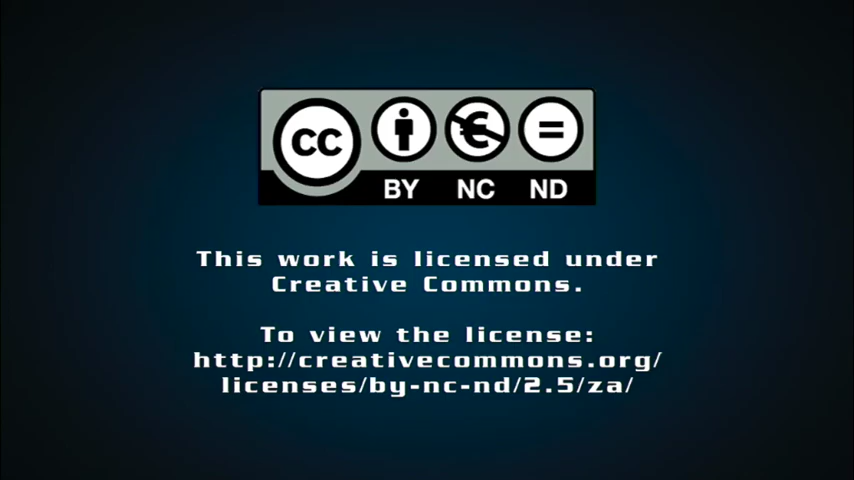 CC
BY NC ND
This work is licensed under
Creative Commons.
To view the license:
http://creativecommons.org/
licenses/by-nc-nd/2.5/za/